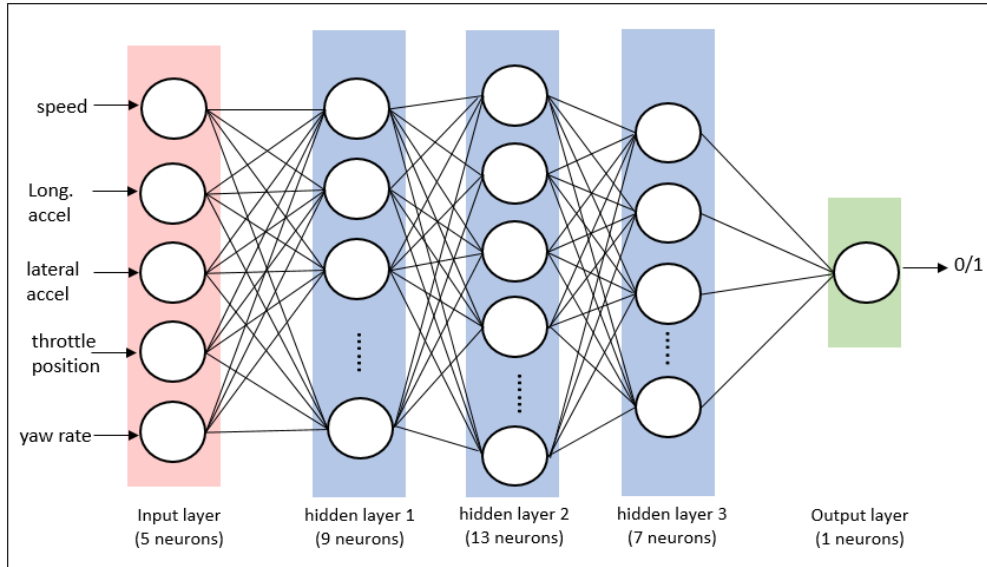 speed
Long.
accel
lateral
accel
throttle
position
yaw rate
0/1
Input layer
(5 neurons)
hidden layer 1
(9 neurons)
hidden layer 2
(13 neurons)
hidden layer 3
(7 neurons)
Output layer
(1 neurons)